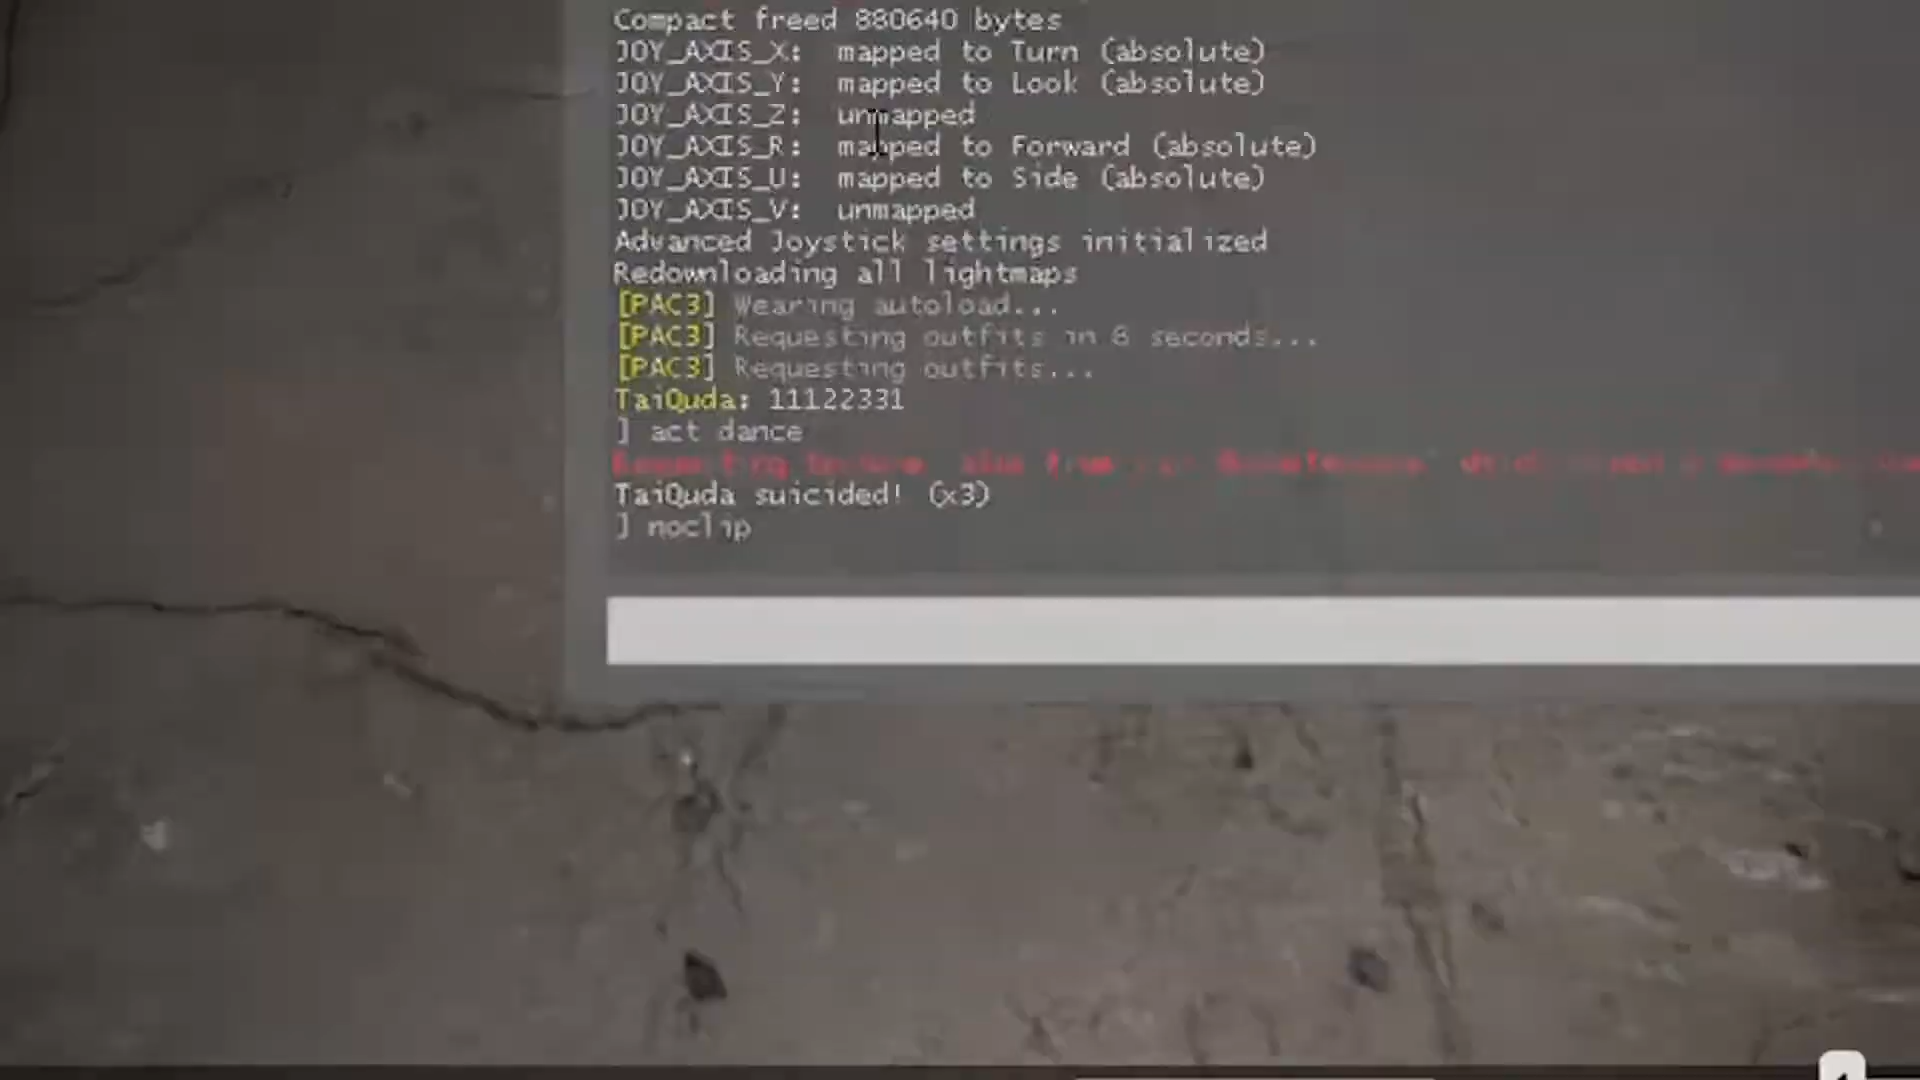 Compact freed 880640 bytes
JOY_AXIS_X: mapped to Turn (absolute)
JOY_AXIS_Y: mapped to Look (absolute)
JOY_AXIS_Z: unmapped
JOY_AXIS_R: mapped to Forward (absolute)
JOY_AXIS_U: mapped to Side (absolute)
JOY_AXIS_V: unmapped
Advanced Joystick settings initialized
Redownloading all lightmaps
[PAC3] Wearing autoload...
[PAC3] Requesting outfits in 8 seconds...
[PAC3] Requesting outfits...
TaiQuda: 11122331
] act dance
TaiQuda suicided! (x3)
] noclip